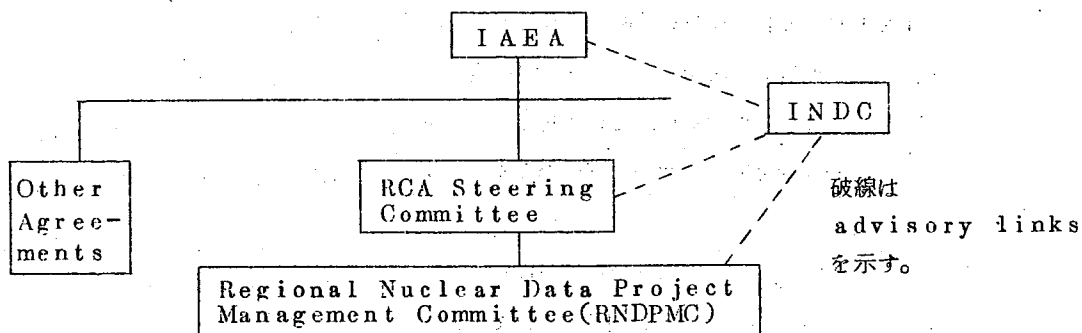 IAEA
INDC
Other
Agree-
ments
RCA Steering
Committee
破線は
advisory links
を示す。
Regional Nuclear Data Project
Management Committee(RNDPMC)